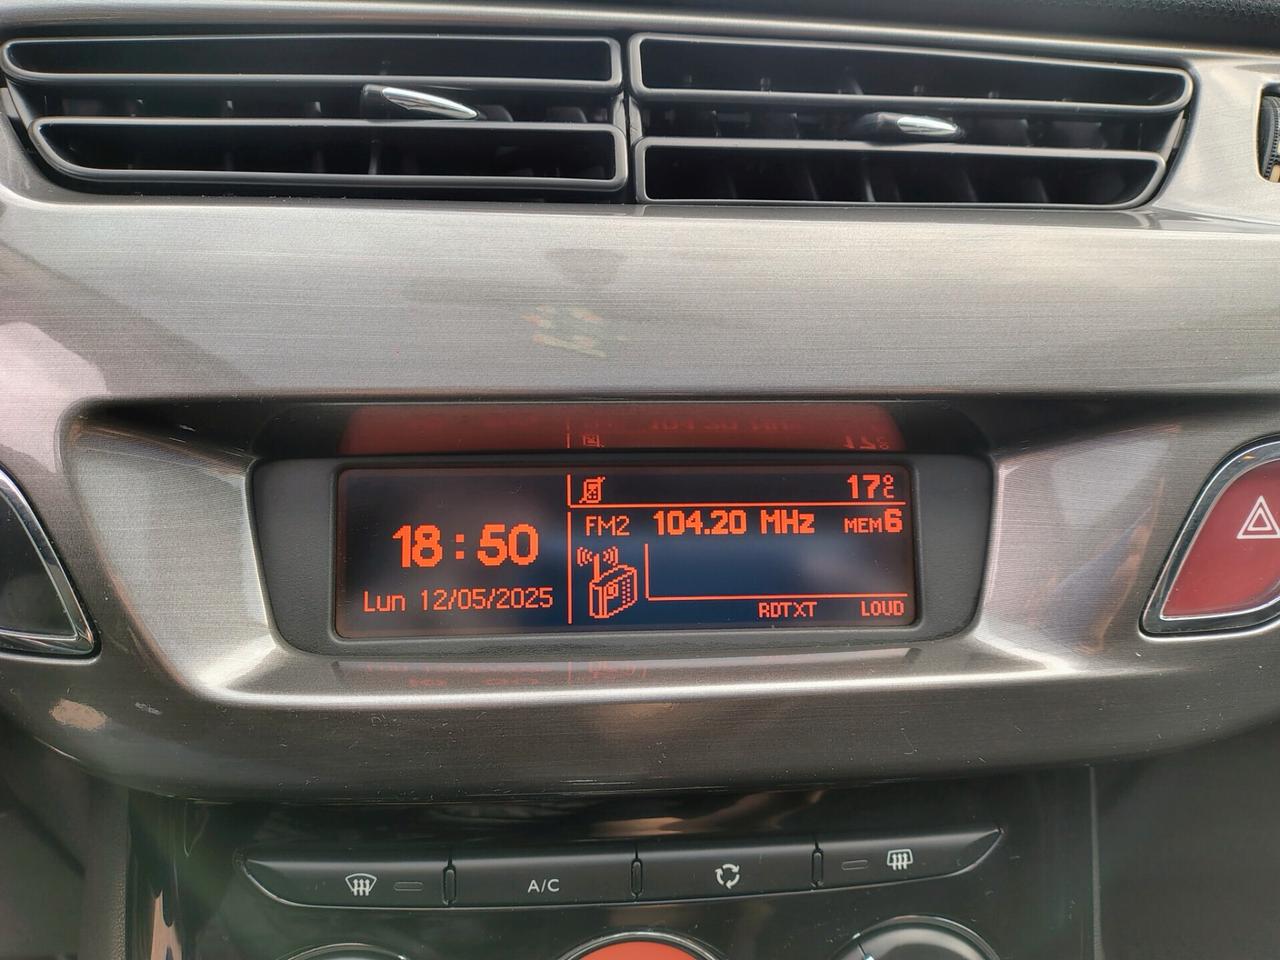 17°C
FM2 104.20 MHz MEM6
18:50
Lun 12/05/2025
RDTXT LOUD
A/C